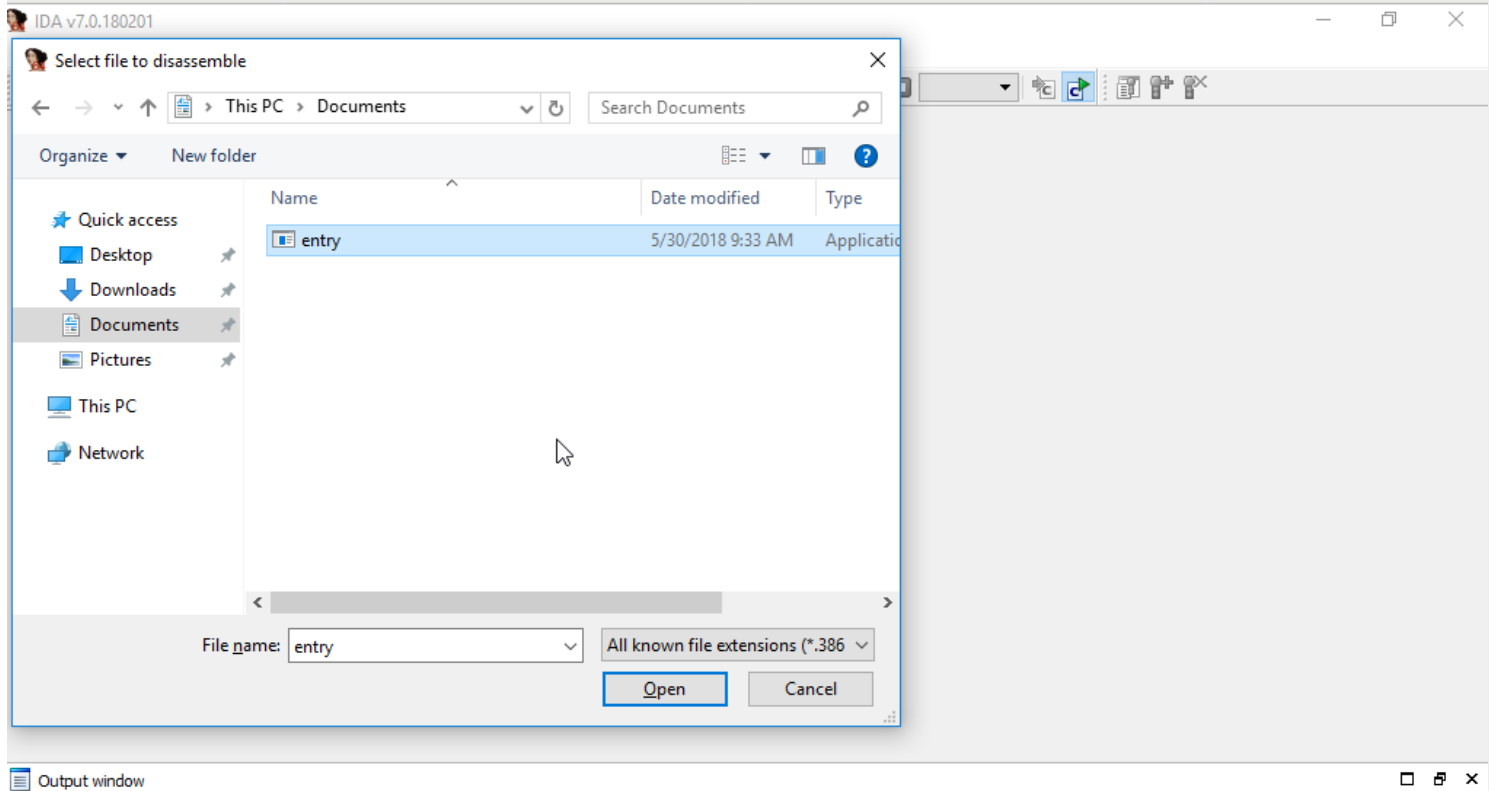 IDA v7.0.180201
Select file to disassemble
This PC > Documents
Search Documents
Organize
New folder
Name
Date modified
Type
Quick access
entry
5/30/2018 9:33 AM
Applicatic
Desktop
Downloads
Documents
Pictures
This PC
Network
File name:
entry
All known file extensions (*.386
Open
Cancel
Output window